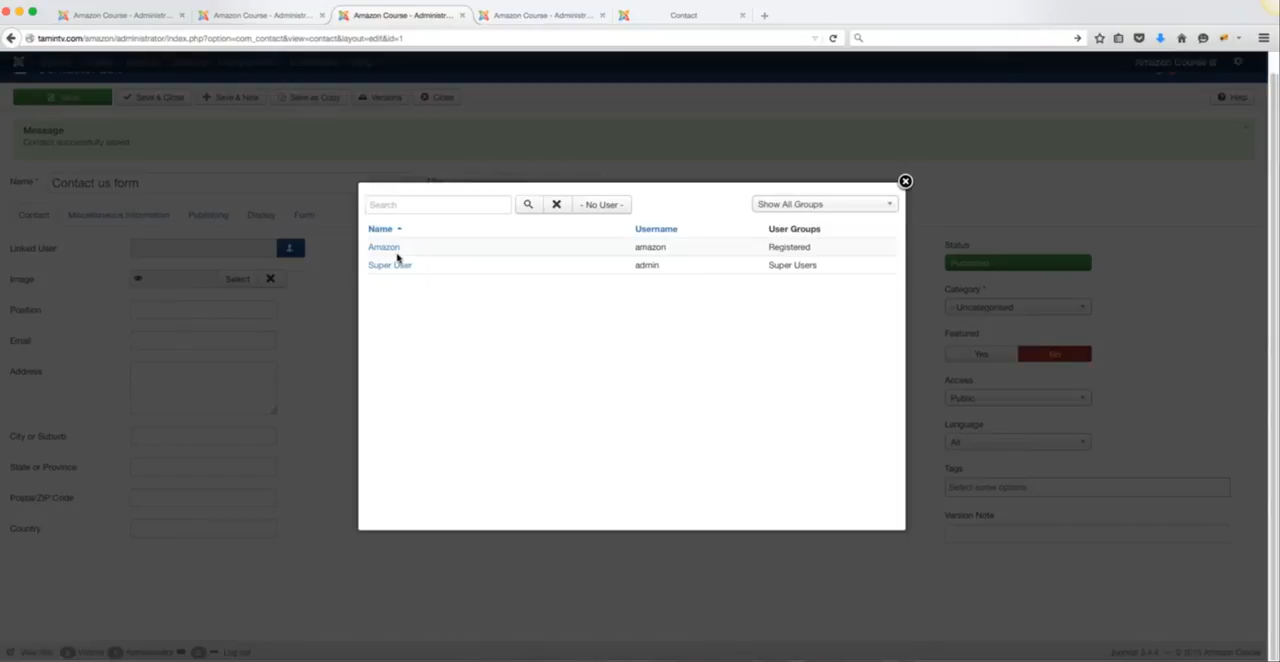 Amazon Course - Administr...
Amazon Course - Administr...
Amazon Course - Administr...
Amazon Course - Administr...
Contact
tamintv.com/amazon/administrator/index.php?option=com_contact&view=contact&layout=edit&id=1
Amazon Course
Save & Close
Save & New
Save as Copy
Versions
Close
Help
Message
Contact successfully saved
Name *
Contact us form
Contact
Miscellaneous Information
Publishing
Display
Form
Linked User
Image
Select
Position
Email
Address
City or Suburb
State or Province
Postal/ZIP Code
Country
Search
- No User -
Show All Groups
Name
Username
User Groups
Amazon
amazon
Registered
Super User
admin
Super Users
Status
Published
Category *
- Uncategorised
Featured
Yes
No
Access
Public
Language
All
Tags
Select some options
Version Note
Log out